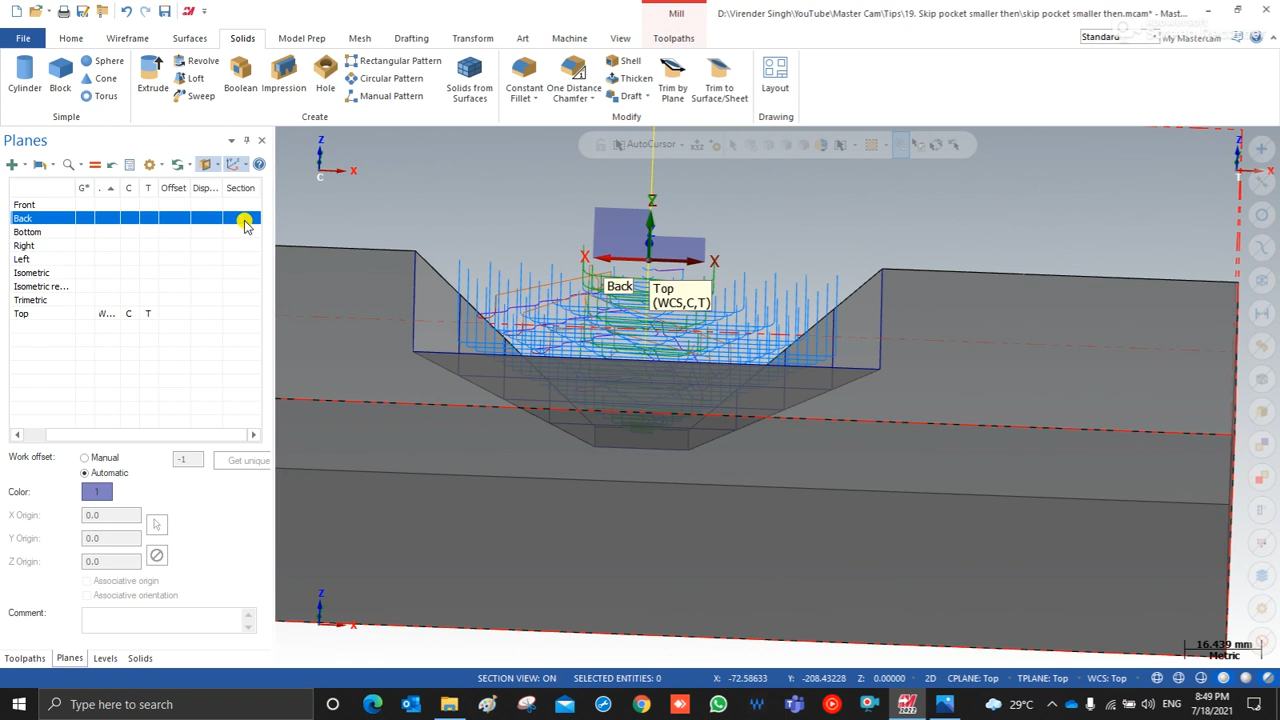 Mill
D:\Virender Singh\YouTube\Master Cam\Tips\19. Skip pocket smaller then\skip pocket smaller then.mcam* - Mast...
File
Home
Wireframe
Surfaces
Solids
Model Prep
Mesh
Drafting
Transform
Art
Machine
View
Toolpaths
Standard
My Mastercam
Cylinder
Block
Sphere
Cone
Torus
Simple
Extrude
Revolve
Loft
Sweep
Boolean
Impression
Hole
Rectangular Pattern
Circular Pattern
Manual Pattern
Create
Solids from
Surfaces
Constant
Fillet
One Distance
Chamfer
Shell
Thicken
Draft
Trim by
Plane
Trim to
Surface/Sheet
Modify
Layout
Drawing
Planes
G* . C T Offset Disp... Section
Front
Back
Bottom
Right
Left
Isometric
Isometric re...
Trimetric
Top W... C T
Work offset:
Manual
-1
Get unique
Automatic
Color:
1
X Origin:
0.0
Y Origin:
0.0
Z Origin:
0.0
Associative origin
Associative orientation
Comment:
Toolpaths
Planes
Levels
Solids
AutoCursor
Z
X
C
Z
X
T
Z
X
X
Back
Top
(WCS,C,T)
Z
X
16.439 mm
Metric
SECTION VIEW: ON
SELECTED ENTITIES: 0
X: -72.58633
Y: -208.43228
Z: 0.00000
2D
CPLANE: Top
TPLANE: Top
WCS: Top
Type here to search
2022
29°C
ENG
8:49 PM
7/18/2021